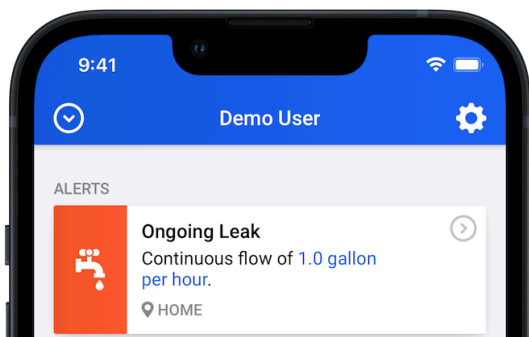 9:41
Demo User
ALERTS
Ongoing Leak
Continuous flow of 1.0 gallon
per hour.
HOME